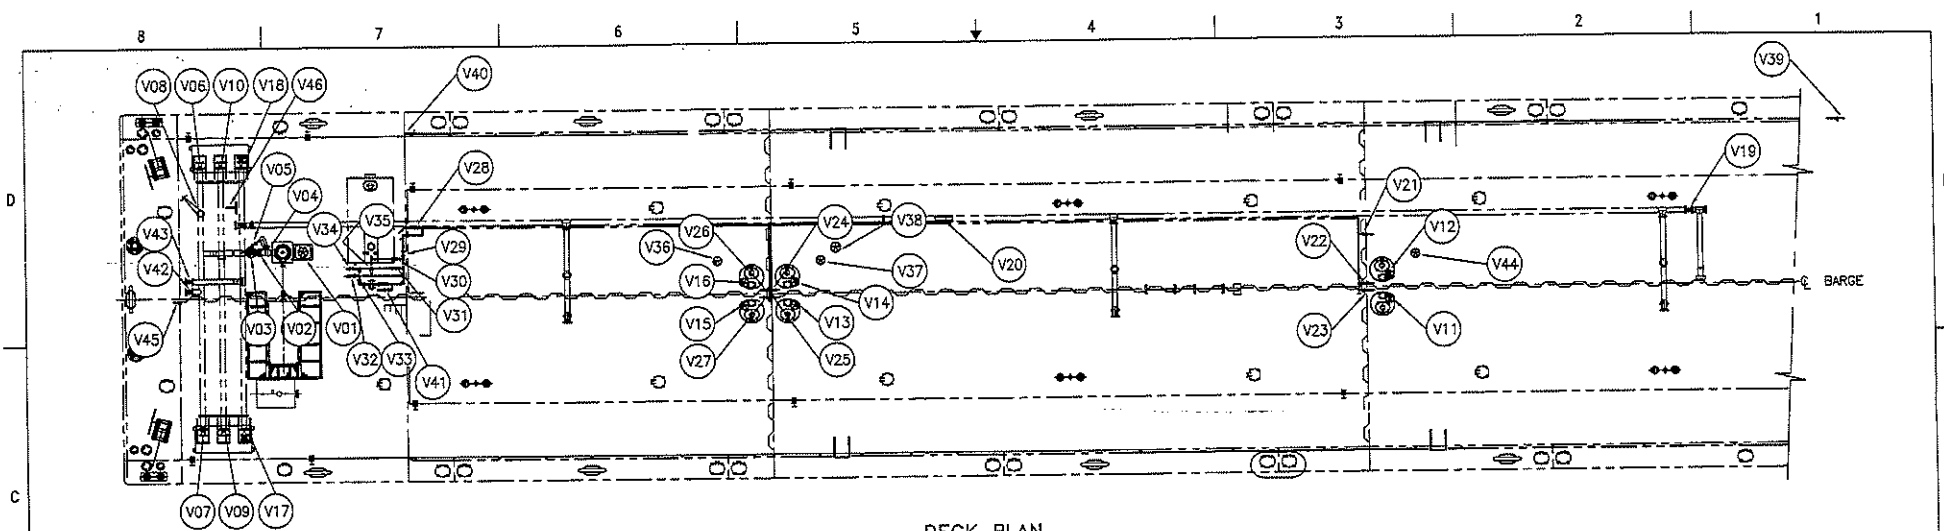 8 7 6 5 4 3 2 1
V39
V40
V08 V06 V10 V18 V46
V05
V28
V04
V19
D
V21
V35
V34
V24 V38
V26
V12
V43
V29
V22
V36
V37
V20
V44
V42
V30
V16
V14
℄ BARGE
V31
V45
V03 V02 V01
V15
V13
V23
V11
V32 V33
V27
V25
V41
C
V07 V09 V17
DECK PLAN